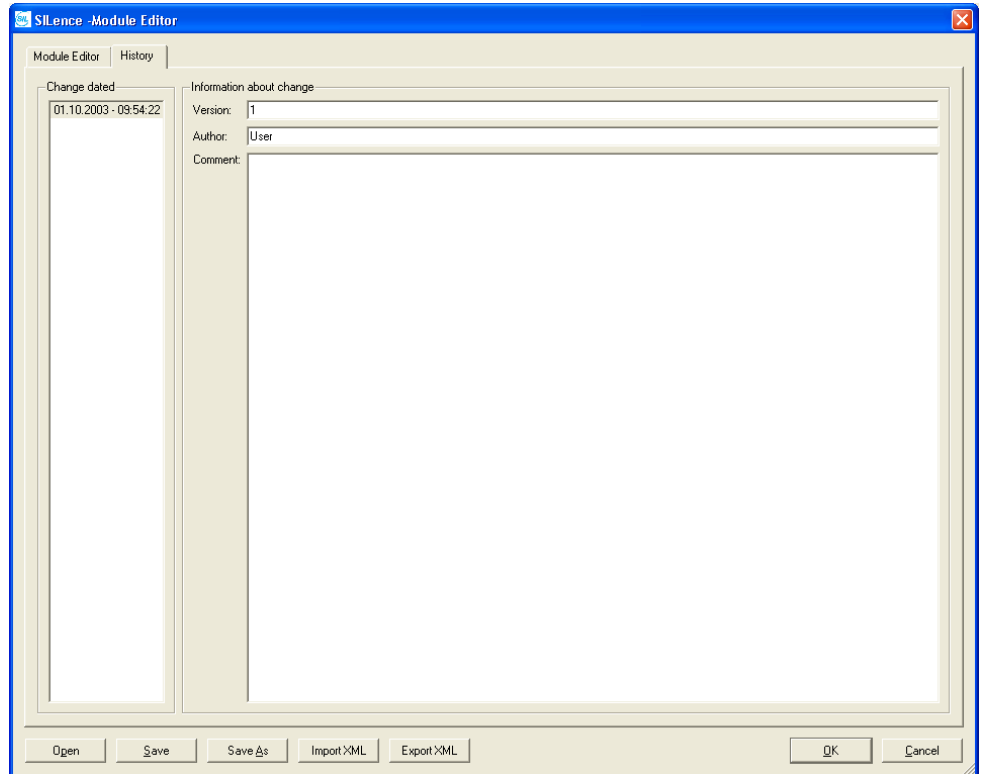 SIL
SILence -Module Editor
Module Editor
History
Change dated
01.10.2003 - 09:54:22
Information about change
Version:
1
Author:
User
Comment:
Open
Save
Save As
Import XML
Export XML
OK
Cancel